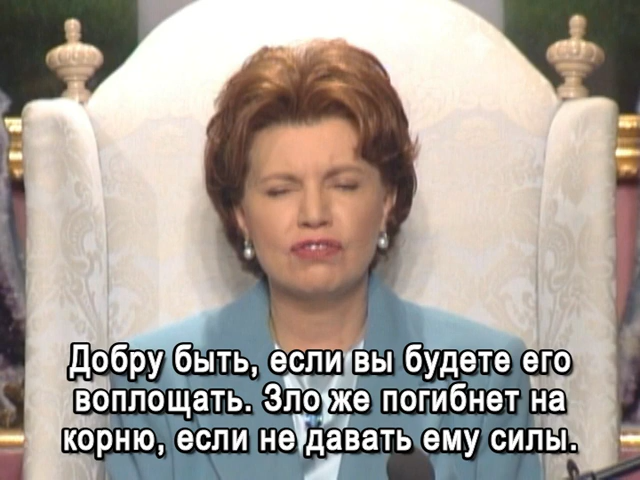 Добру быть, если вы будете его
воплощать. Зло же погибнет на
корню, если не давать ему силы.